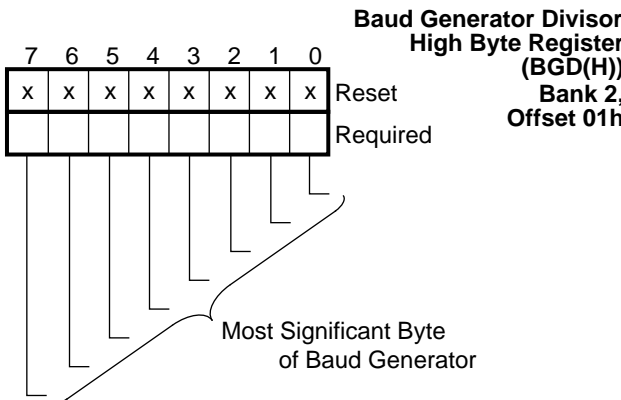 Baud Generator Divisor
High Byte Register
(BGD(H))
Bank 2,
Offset 01h
7 6 5 4 3 2 1 0
x x x x x x x x Reset
Required
Most Significant Byte
of Baud Generator